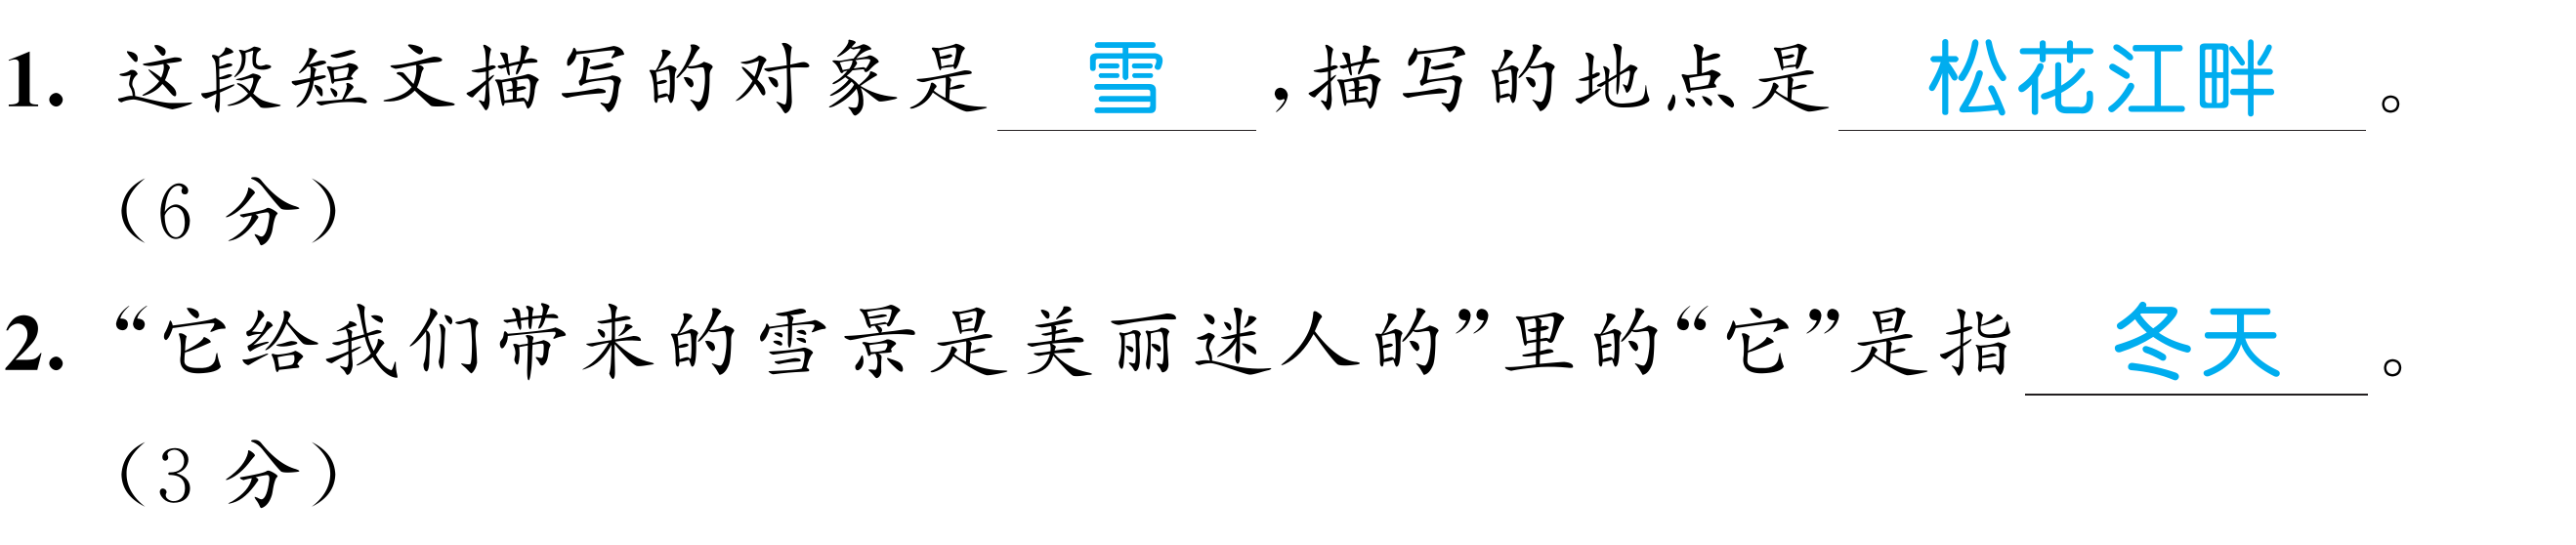 1. 这段短文描写的对象是 雪 ,描写的地点是 松花江畔 。
(6 分)
2. “它给我们带来的雪景是美丽迷人的”里的“它”是指 冬天 。
(3 分)